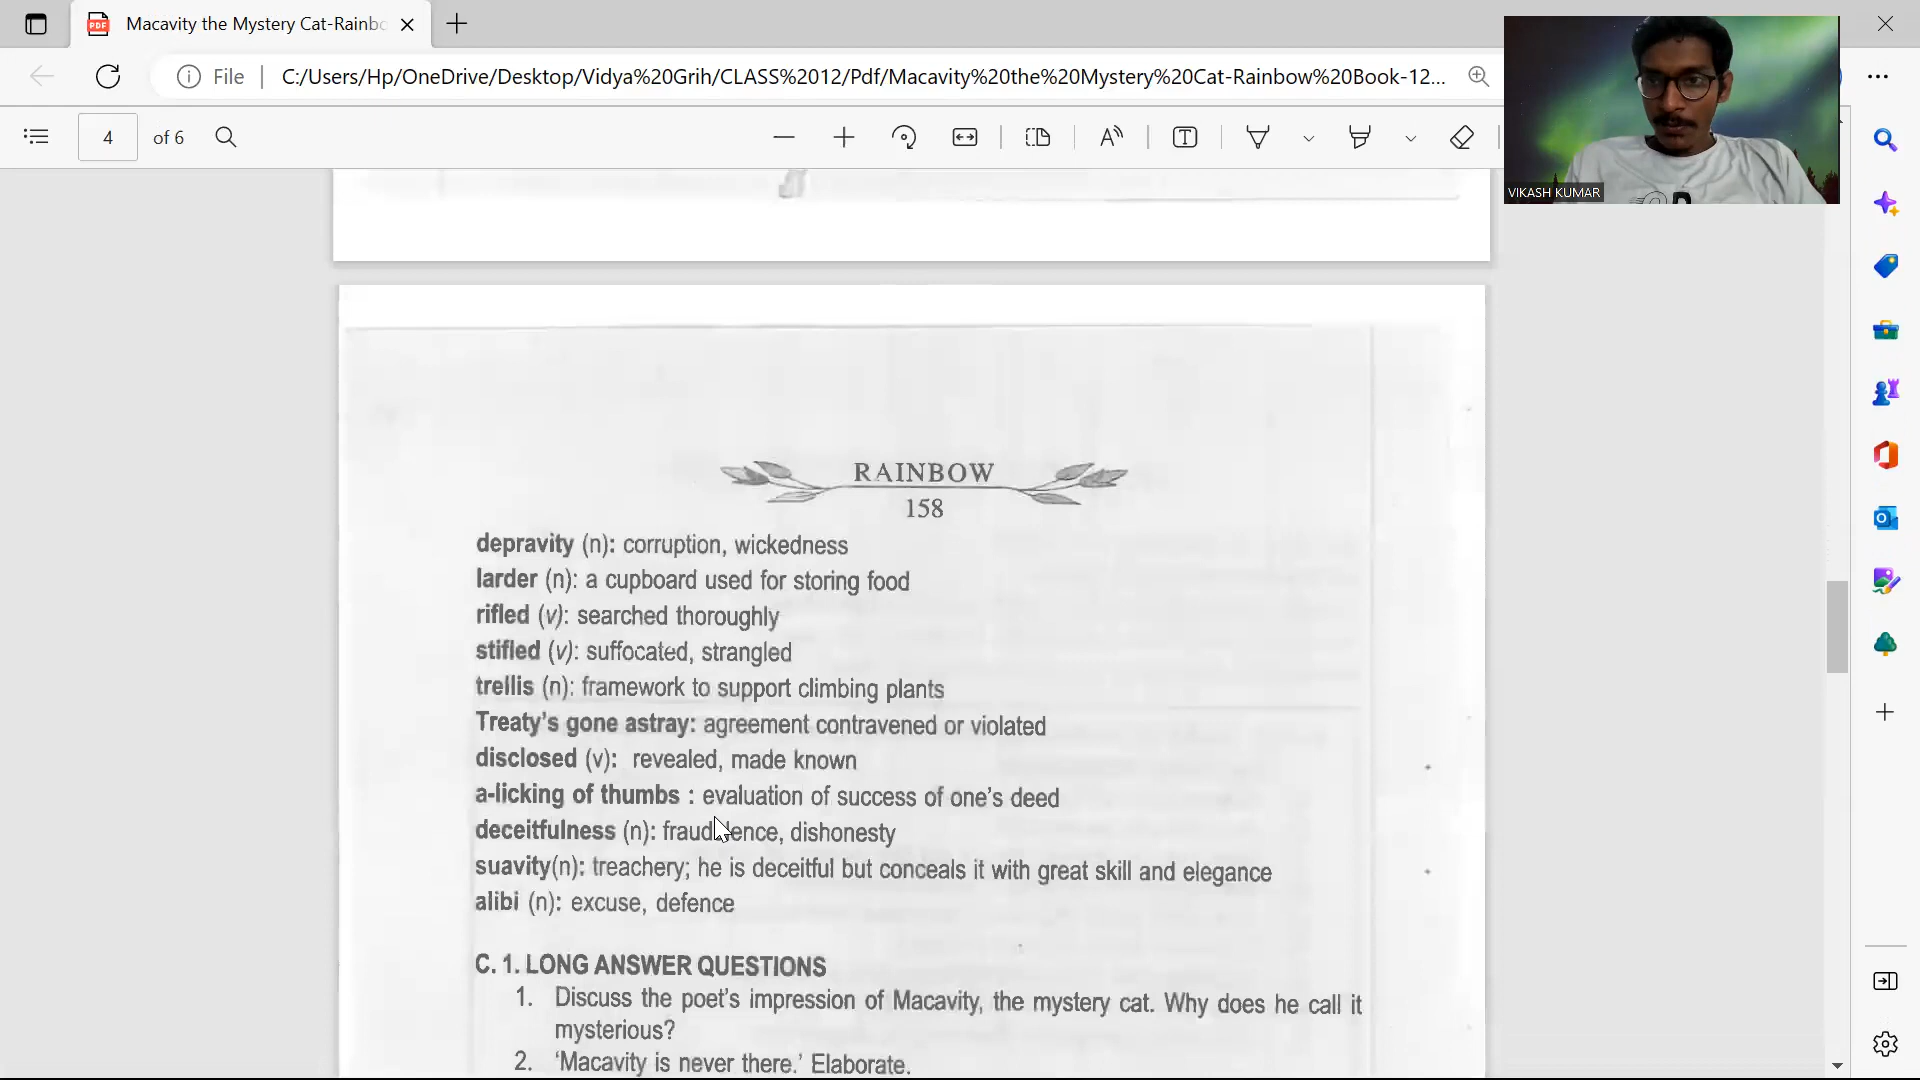 Macavity the Mystery Cat-Rainbo
File
C:/Users/Hp/OneDrive/Desktop/Vidya%20Grih/CLASS%2012/Pdf/Macavity%20the%20Mystery%20Cat-Rainbow%20Book-12...
4 of 6
VIKASH KUMAR
RAINBOW
158
depravity (n): corruption, wickedness
larder (n): a cupboard used for storing food
rifled (v): searched thoroughly
stifled (v): suffocated, strangled
trellis (n): framework to support climbing plants
Treaty's gone astray: agreement contravened or violated
disclosed (v): revealed, made known
a-licking of thumbs : evaluation of success of one's deed
deceitfulness (n): fraudulence, dishonesty
suavity(n): treachery; he is deceitful but conceals it with great skill and elegance
alibi (n): excuse, defence
C. 1. LONG ANSWER QUESTIONS
1. Discuss the poet's impression of Macavity, the mystery cat. Why does he call it
mysterious?
2. 'Macavity is never there.' Elaborate.